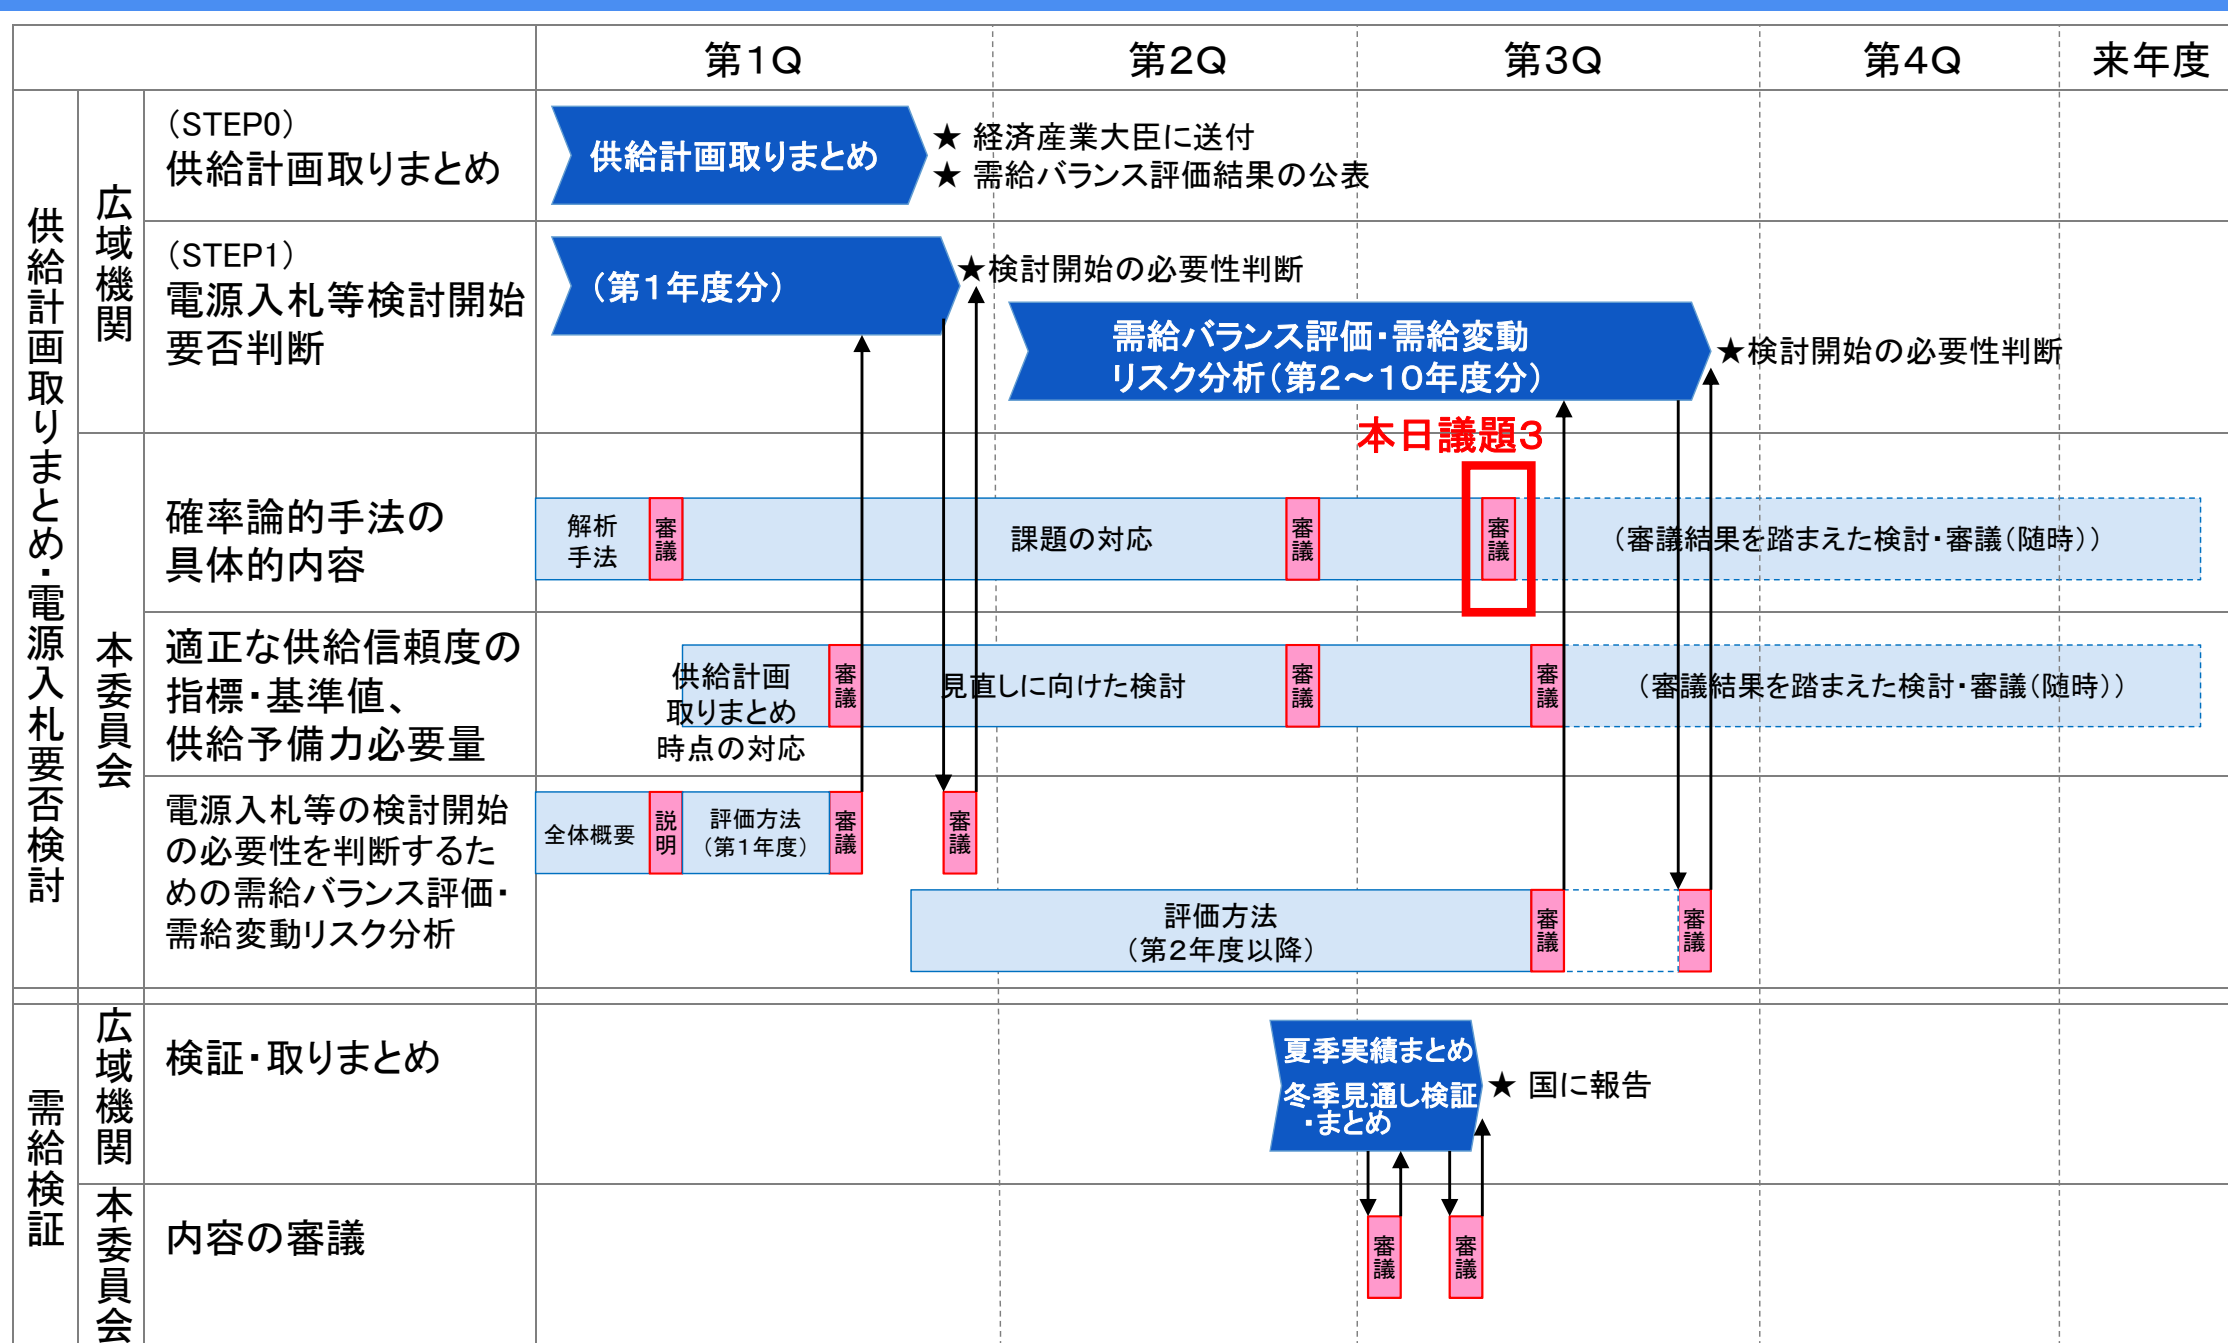 第1Q
第2Q
第3Q
第4Q
来年度
供給計画取りまとめ・電源入札要否検討
広域機関
(STEP0)
供給計画取りまとめ
供給計画取りまとめ
★ 経済産業大臣に送付
★ 需給バランス評価結果の公表
(STEP1)
電源入札等検討開始
要否判断
(第1年度分)
★検討開始の必要性判断
需給バランス評価・需給変動
リスク分析(第2～10年度分)
★検討開始の必要性判断
本日議題3
本委員会
確率論的手法の
具体的内容
解析
手法
審議
課題の対応
審議
審議
(審議結果を踏まえた検討・審議(随時))
適正な供給信頼度の
指標・基準値、
供給予備力必要量
供給計画
取りまとめ
時点の対応
審議
見直しに向けた検討
審議
審議
(審議結果を踏まえた検討・審議(随時))
電源入札等の検討開始
の必要性を判断するた
めの需給バランス評価・
需給変動リスク分析
全体概要
説明
評価方法
(第1年度)
審議
審議
評価方法
(第2年度以降)
審議
審議
需給検証
広域機関
検証・取りまとめ
夏季実績まとめ
冬季見通し検証
・まとめ
★ 国に報告
本委員会
内容の審議
審議
審議